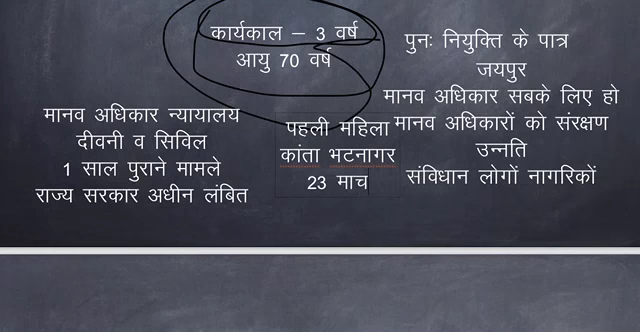 कार्यकाल – 3 वर्ष
आयु 70 वर्ष
पुनः नियुक्ति के पात्र
जयपुर
मानव अधिकार सबके लिए हो
मानव अधिकारों को संरक्षण
उन्नति
संविधान लोगों नागरिकों
मानव अधिकार न्यायालय
दीवनी व सिविल
1 साल पुराने मामले
राज्य सरकार अधीन लंबित
पहली महिला
कांता भटनागर
23 माच